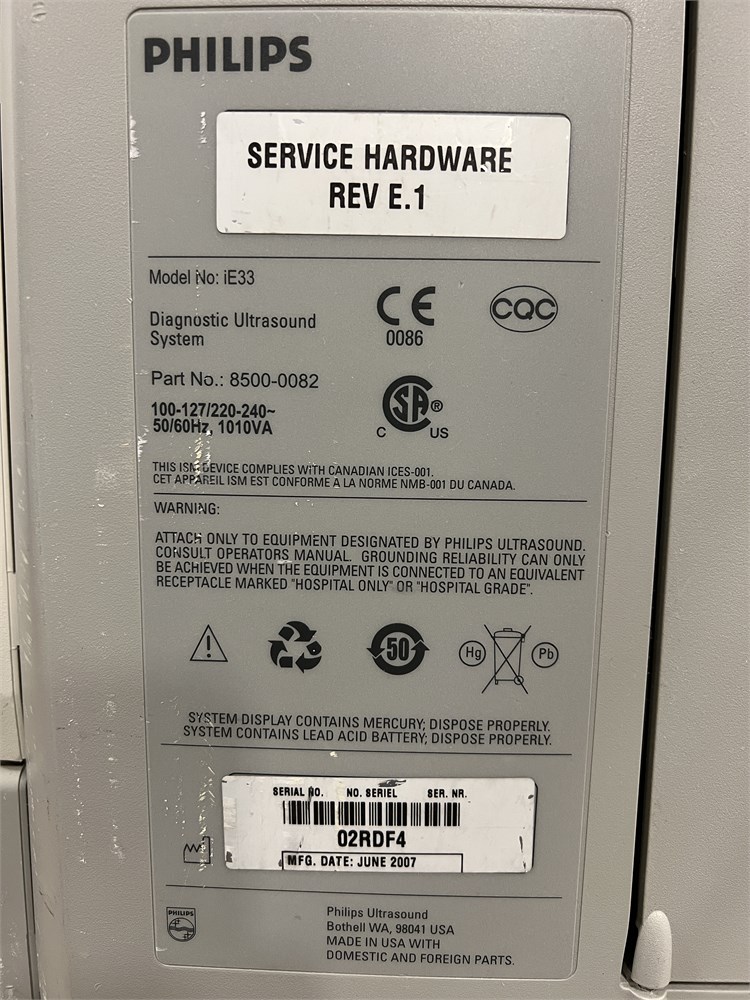 PHILIPS
SERVICE HARDWARE
REV E.1
Model No: iE33
Diagnostic Ultrasound
System
CE
0086
CQC
Part No.: 8500-0082
100-127/220-240~
50/60Hz, 1010VA
SA®
C US
THIS ISM DEVICE COMPLIES WITH CANADIAN ICES-001.
CET APPAREIL ISM EST CONFORME A LA NORME NMB-001 DU CANADA.
WARNING:
ATTACH ONLY TO EQUIPMENT DESIGNATED BY PHILIPS ULTRASOUND.
CONSULT OPERATORS MANUAL. GROUNDING RELIABILITY CAN ONLY
BE ACHIEVED WHEN THE EQUIPMENT IS CONNECTED TO AN EQUIVALENT
RECEPTACLE MARKED "HOSPITAL ONLY" OR "HOSPITAL GRADE".
50
Hg Pb
SYSTEM DISPLAY CONTAINS MERCURY; DISPOSE PROPERLY.
SYSTEM CONTAINS LEAD ACID BATTERY; DISPOSE PROPERLY.
SERIAL NO. NO. SERIEL SER. NR.
02RDF4
MFG. DATE: JUNE 2007
PHILIPS
Philips Ultrasound
Bothell WA, 98041 USA
MADE IN USA WITH
DOMESTIC AND FOREIGN PARTS.